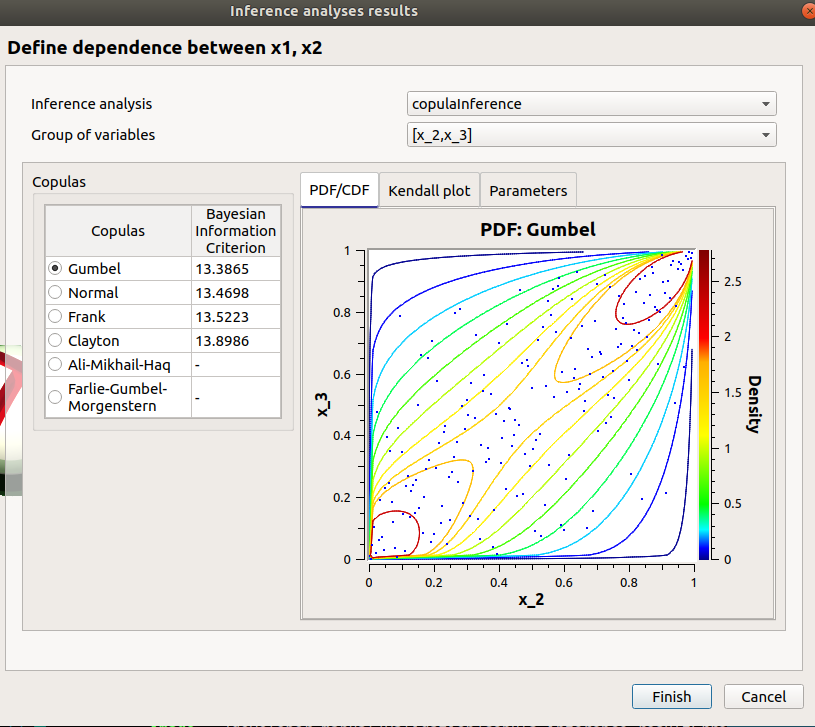 Inference analyses results
Define dependence between x1, x2
Inference analysis copulaInference
Group of variables [x_2,x_3]
Copulas
Copulas Bayesian Information Criterion
Gumbel 13.3865
Normal 13.4698
Frank 13.5223
Clayton 13.8986
Ali-Mikhail-Haq -
Farlie-Gumbel-
Morgenstern -
PDF/CDF Kendall plot Parameters
PDF: Gumbel
1
0.8
0.6
0.4
0.2
0
x_3
0 0.2 0.4 0.6 0.8 1
x_2
2.5
2
1.5
1
0.5
0
Density
Finish Cancel